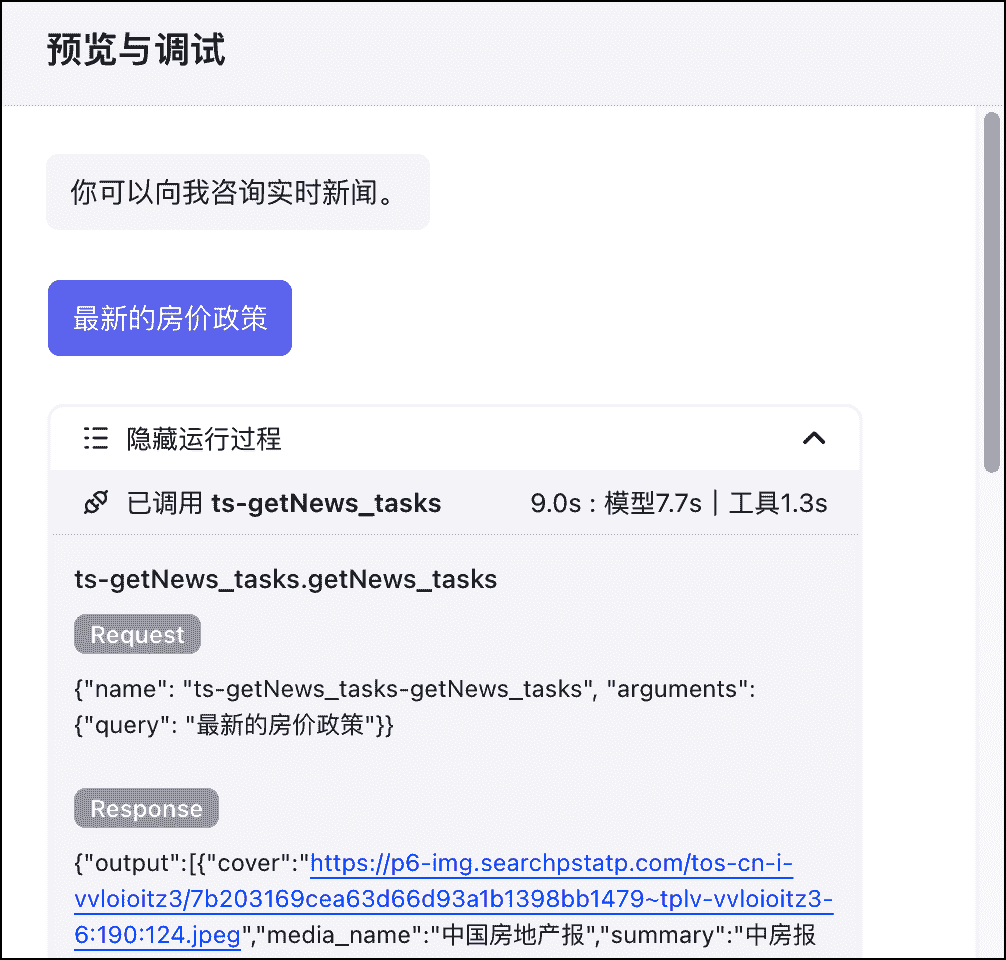 预览与调试
你可以向我咨询实时新闻。
最新的房价政策
隐藏运行过程
已调用 ts-getNews_tasks 9.0s : 模型7.7s | 工具1.3s
ts-getNews_tasks.getNews_tasks
Request
{"name": "ts-getNews_tasks-getNews_tasks", "arguments":
{"query": "最新的房价政策"}}
Response
{"output":[{"cover":"https://p6-img.searchpstatp.com/tos-cn-i-
vvloioitz3/7b203169cea63d66d93a1b1398bb1479~tplv-vvloioitz3-
6:190:124.jpeg","media_name":"中国房地产报","summary":"中房报